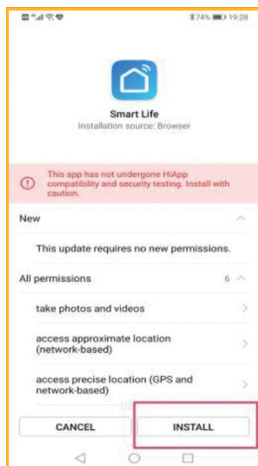 74% 19:28
Smart Life
Installation source: Browser
This app has not undergone HiApp
compatibility and security testing. Install with
caution.
New
This update requires no new permissions.
All permissions 6
take photos and videos
access approximate location
(network-based)
access precise location (GPS and
network-based)
CANCEL INSTALL